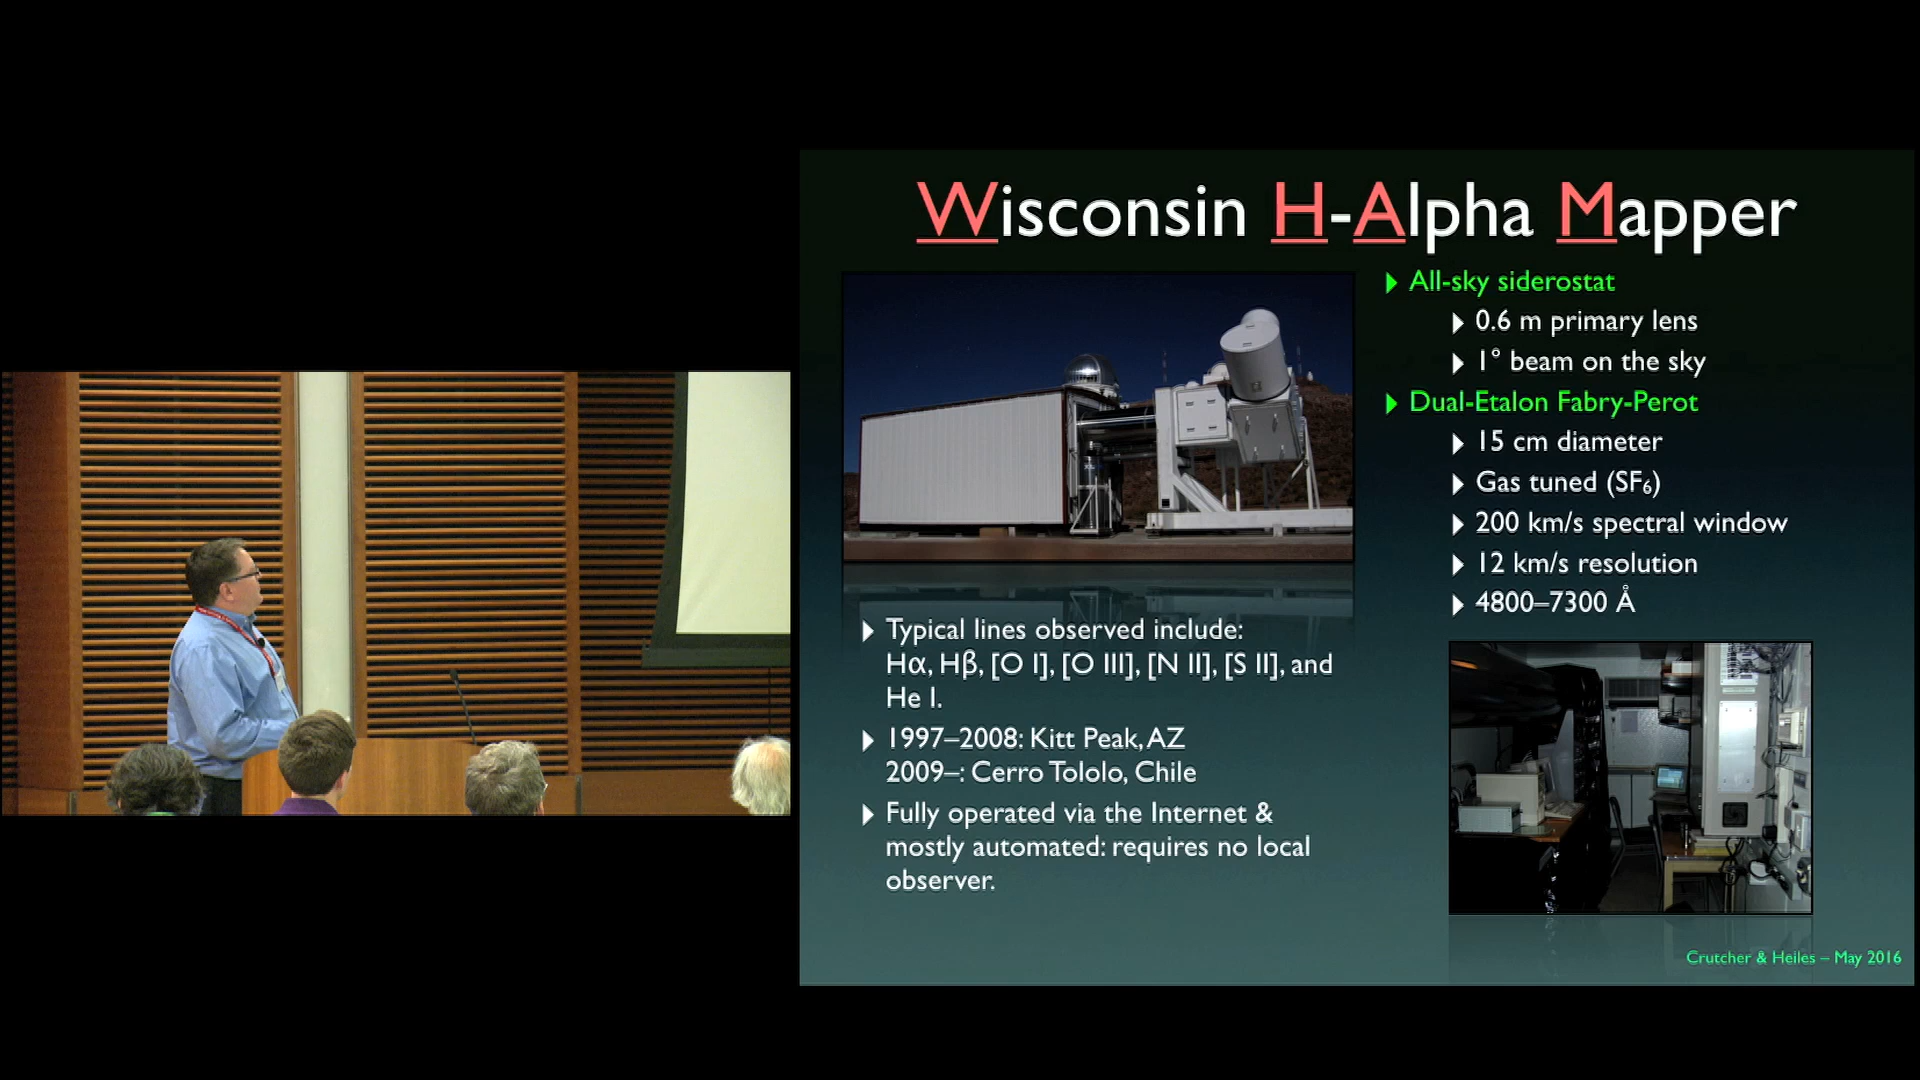 Wisconsin H-Alpha Mapper
All-sky siderostat
0.6 m primary lens
1° beam on the sky
Dual-Etalon Fabry-Perot
15 cm diameter
Gas tuned (SF₆)
200 km/s spectral window
12 km/s resolution
4800–7300 Å
Typical lines observed include:
Hα, Hβ, [O I], [O III], [N II], [S II], and
He I.
1997–2008: Kitt Peak, AZ
2009–: Cerro Tololo, Chile
Fully operated via the Internet &
mostly automated: requires no local
observer.
Crutcher & Heiles – May 2016